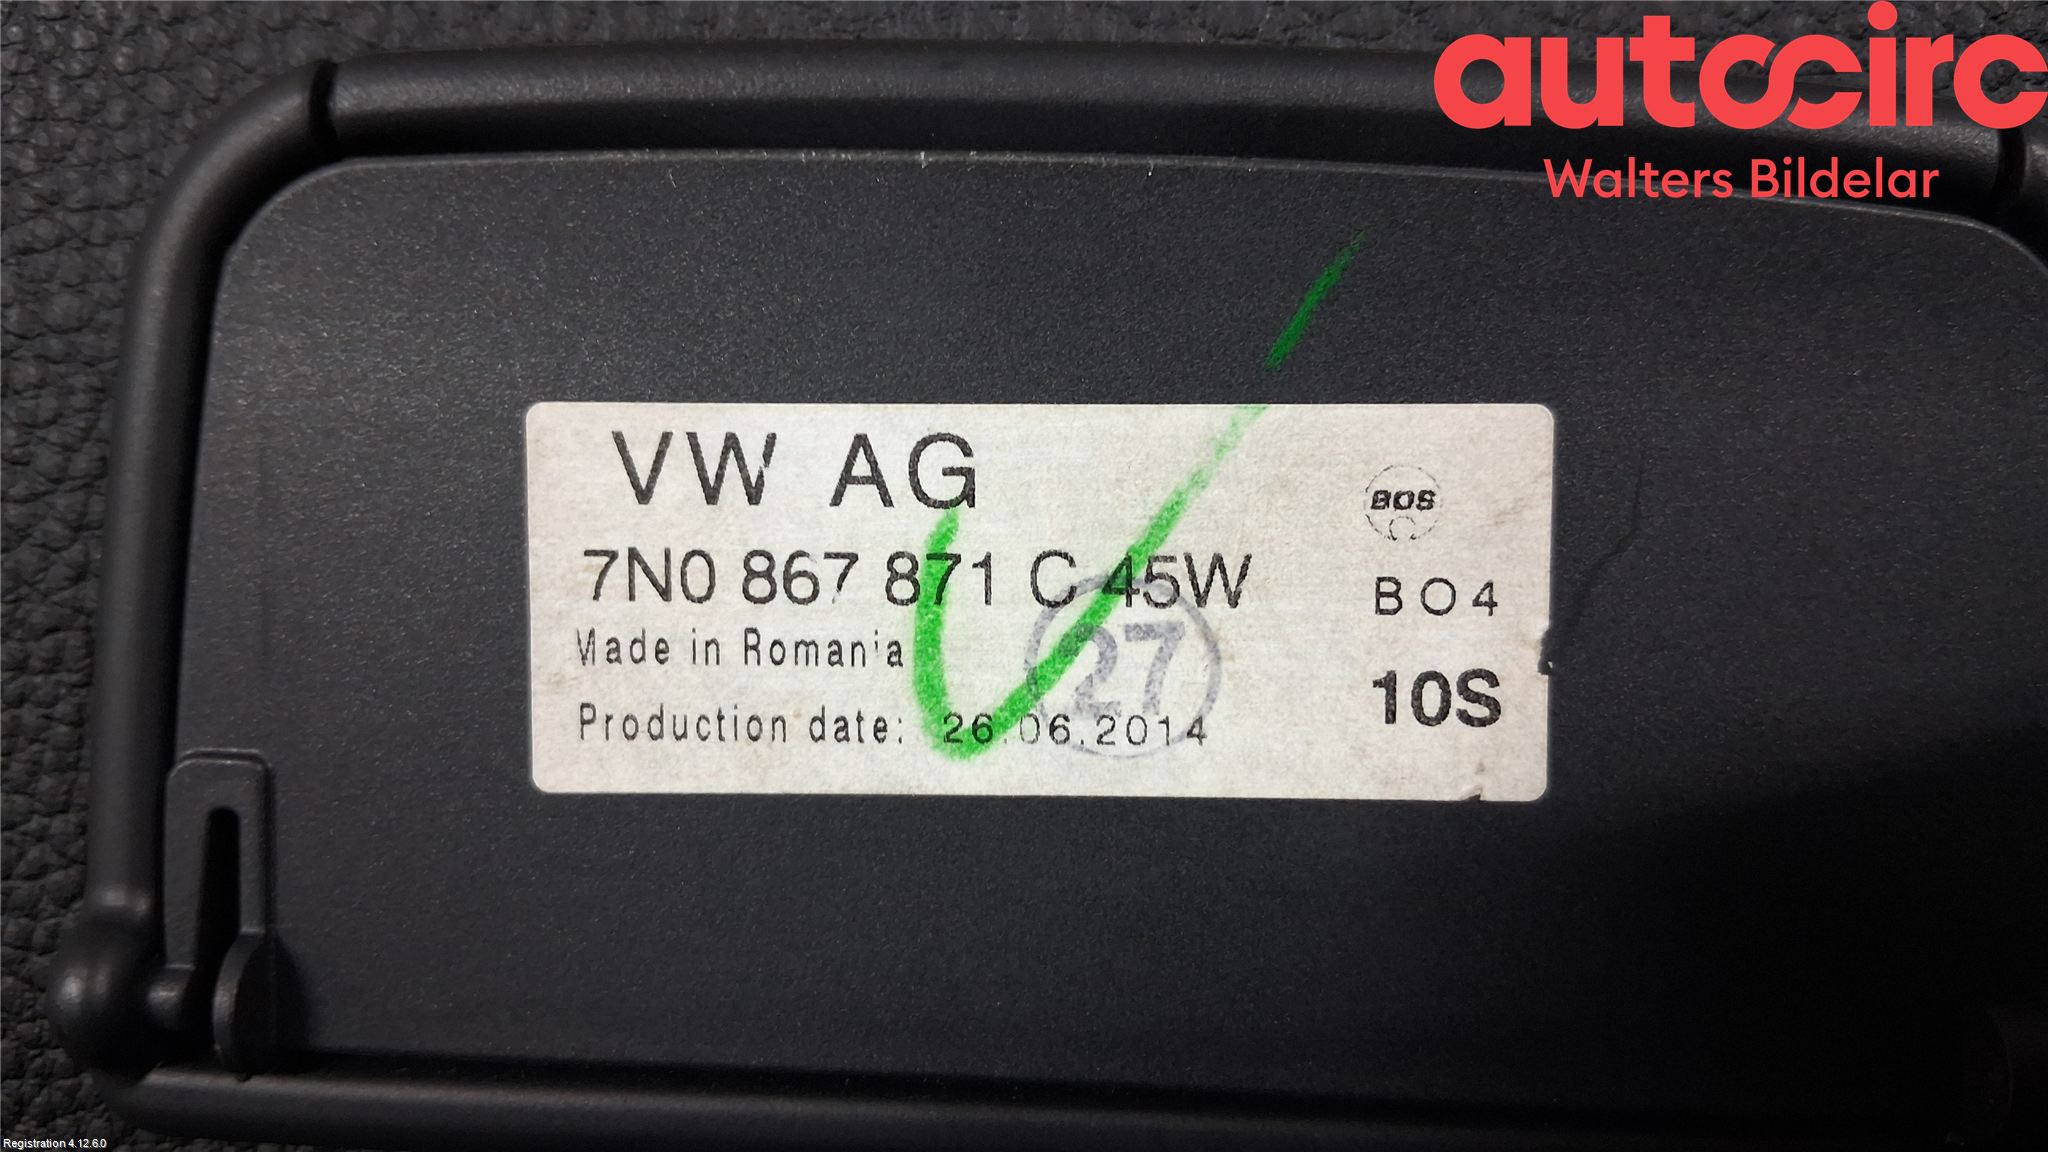 autocirc
Walters Bildelar
VW AG
BOS
7N0 867 871 C 45W
BO4
Made in Romania
27
10S
Production date: 26.06.2014
Registration 4.12.6.0